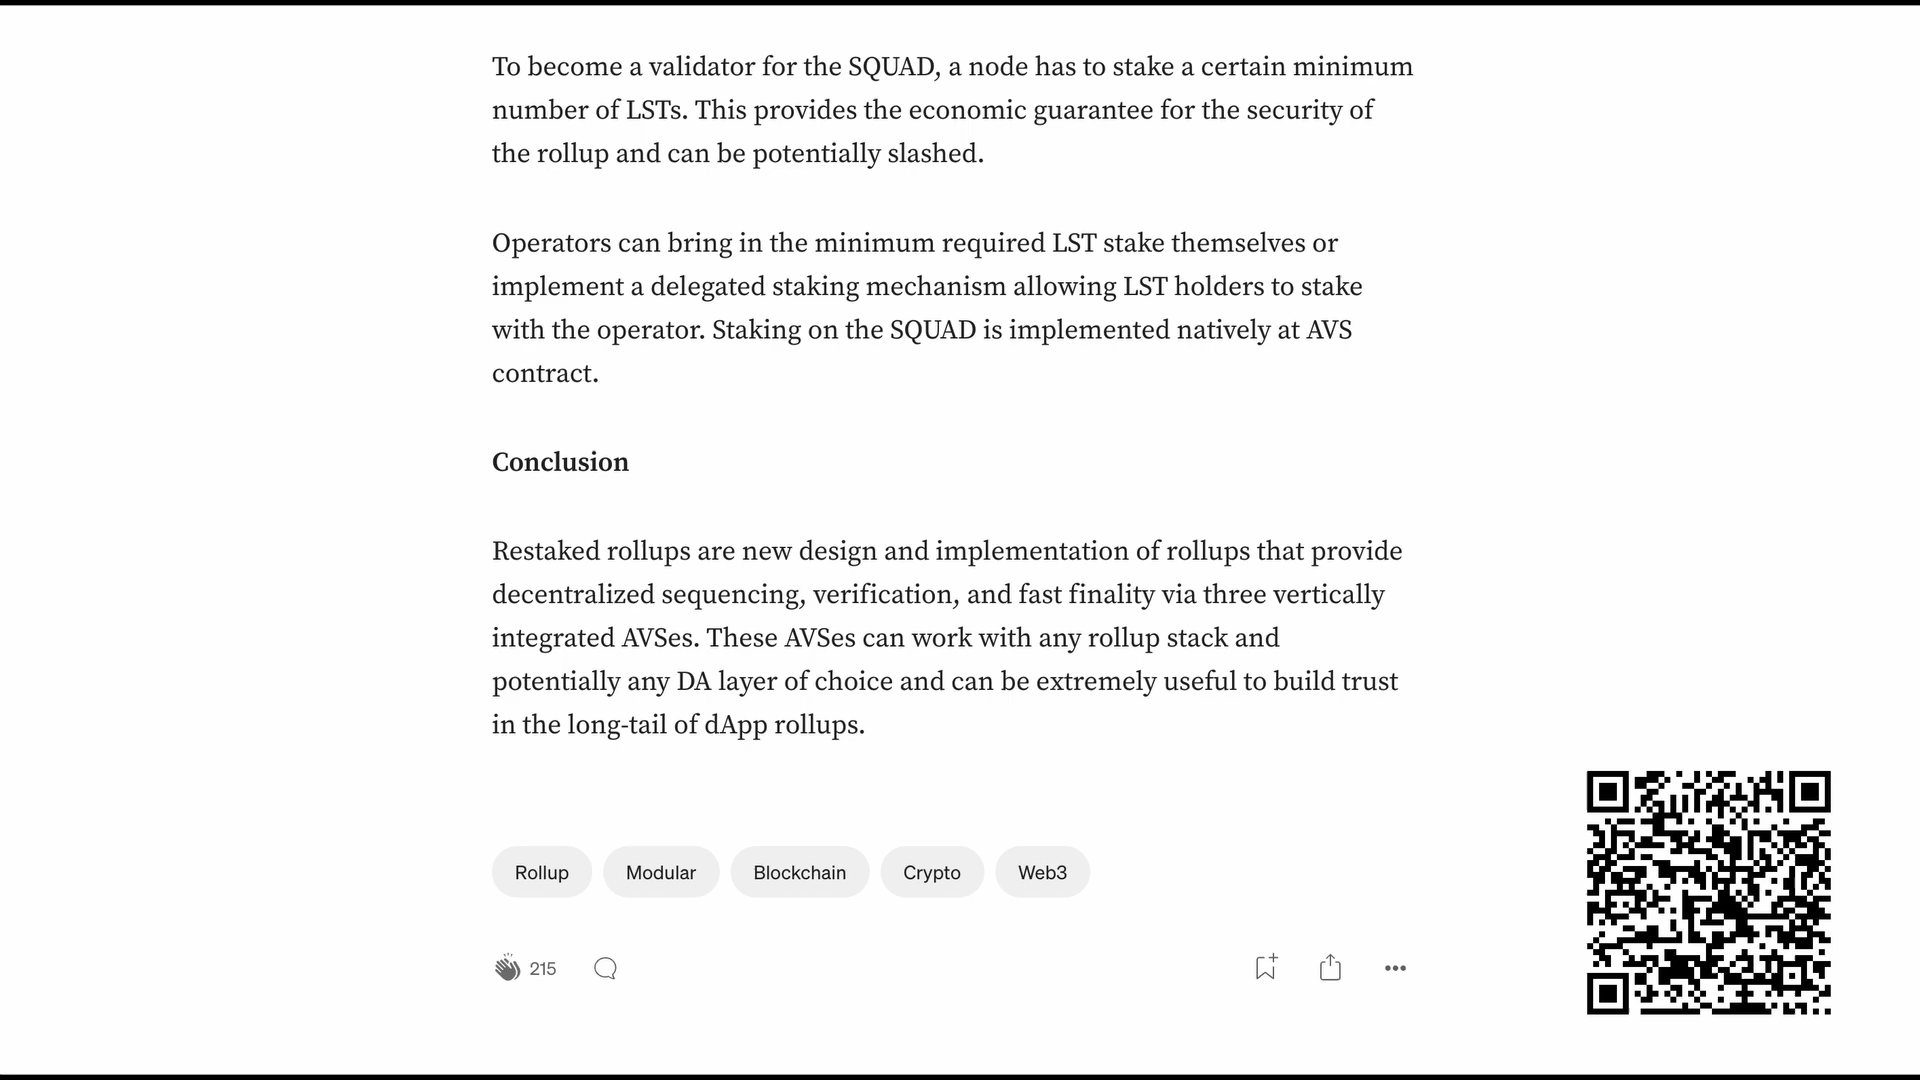 To become a validator for the SQUAD, a node has to stake a certain minimum
number of LSTs. This provides the economic guarantee for the security of
the rollup and can be potentially slashed.
Operators can bring in the minimum required LST stake themselves or
implement a delegated staking mechanism allowing LST holders to stake
with the operator. Staking on the SQUAD is implemented natively at AVS
contract.
Conclusion
Restaked rollups are new design and implementation of rollups that provide
decentralized sequencing, verification, and fast finality via three vertically
integrated AVSes. These AVSes can work with any rollup stack and
potentially any DA layer of choice and can be extremely useful to build trust
in the long-tail of dApp rollups.
Rollup Modular Blockchain Crypto Web3
215